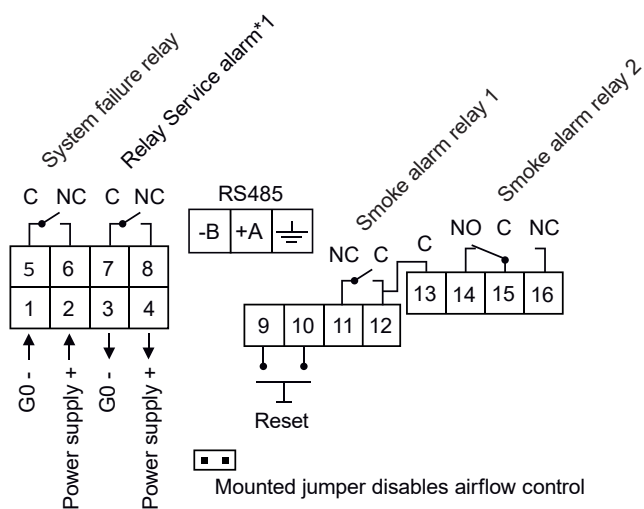 System failure relay
Relay Service alarm*1
C NC C NC
5 6 7 8
1 2 3 4
G0 -
Power supply +
G0 -
Power supply +
RS485
-B +A
Smoke alarm relay 1
Smoke alarm relay 2
NC C C NO C NC
13 14 15 16
9 10 11 12
Reset
Mounted jumper disables airflow control